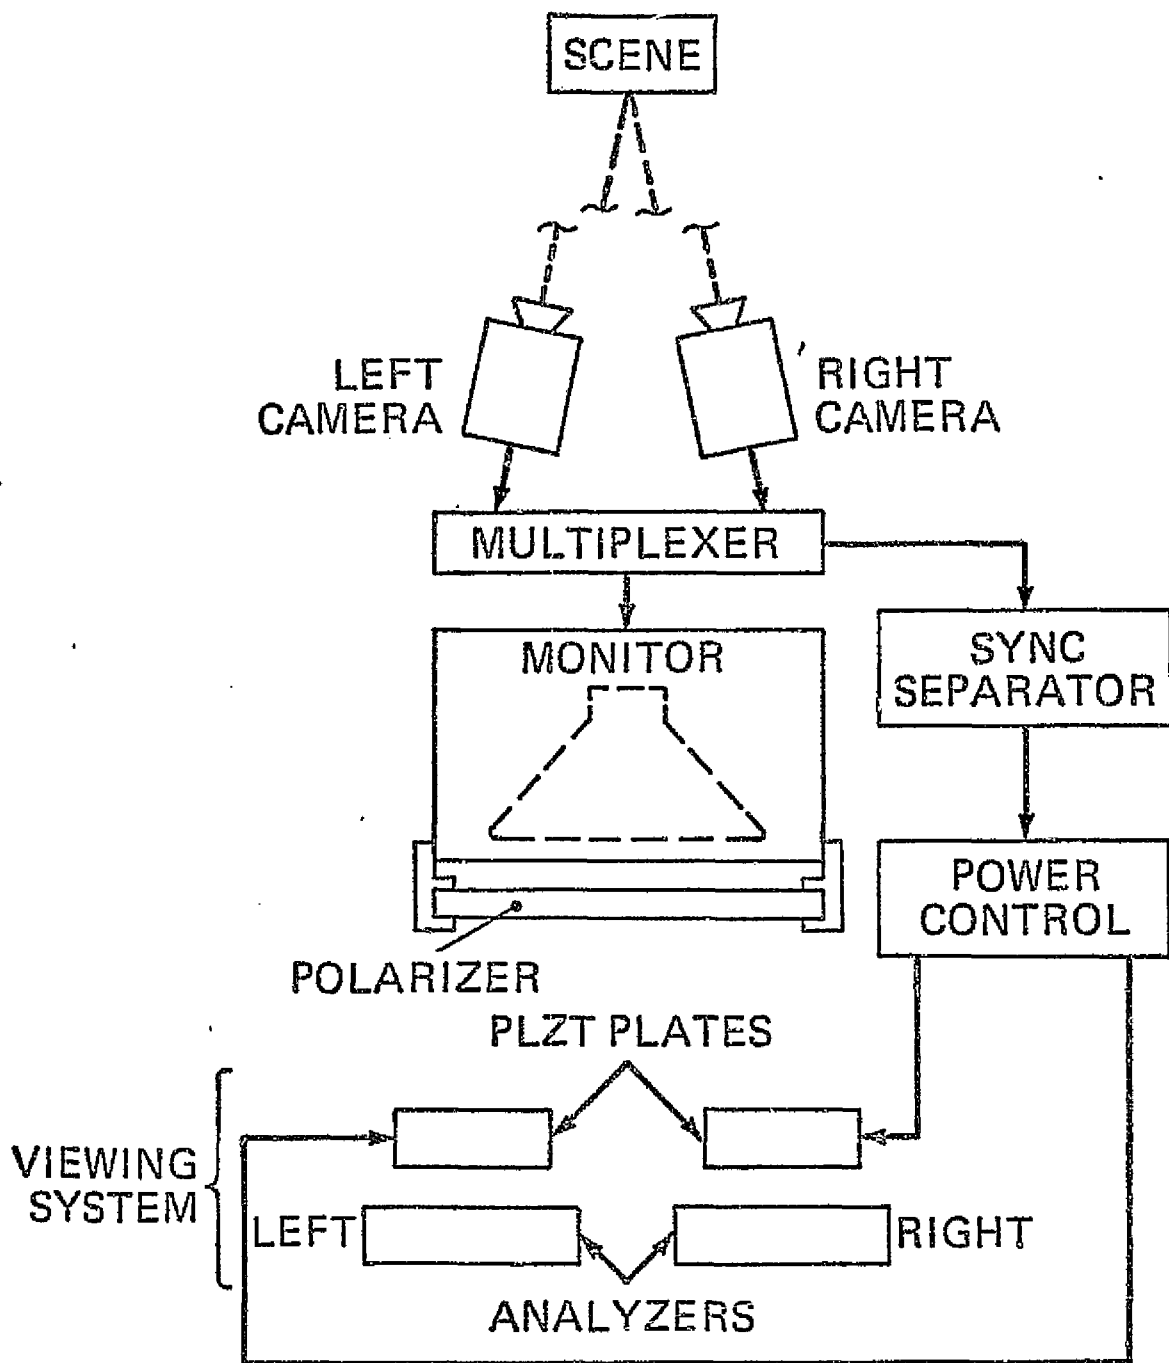 SCENE
LEFT
CAMERA
RIGHT
CAMERA
MULTIPLEXER
MONITOR
SYNC
SEPARATOR
POWER
CONTROL
POLARIZER
PLZT PLATES
VIEWING
SYSTEM
LEFT
RIGHT
ANALYZERS